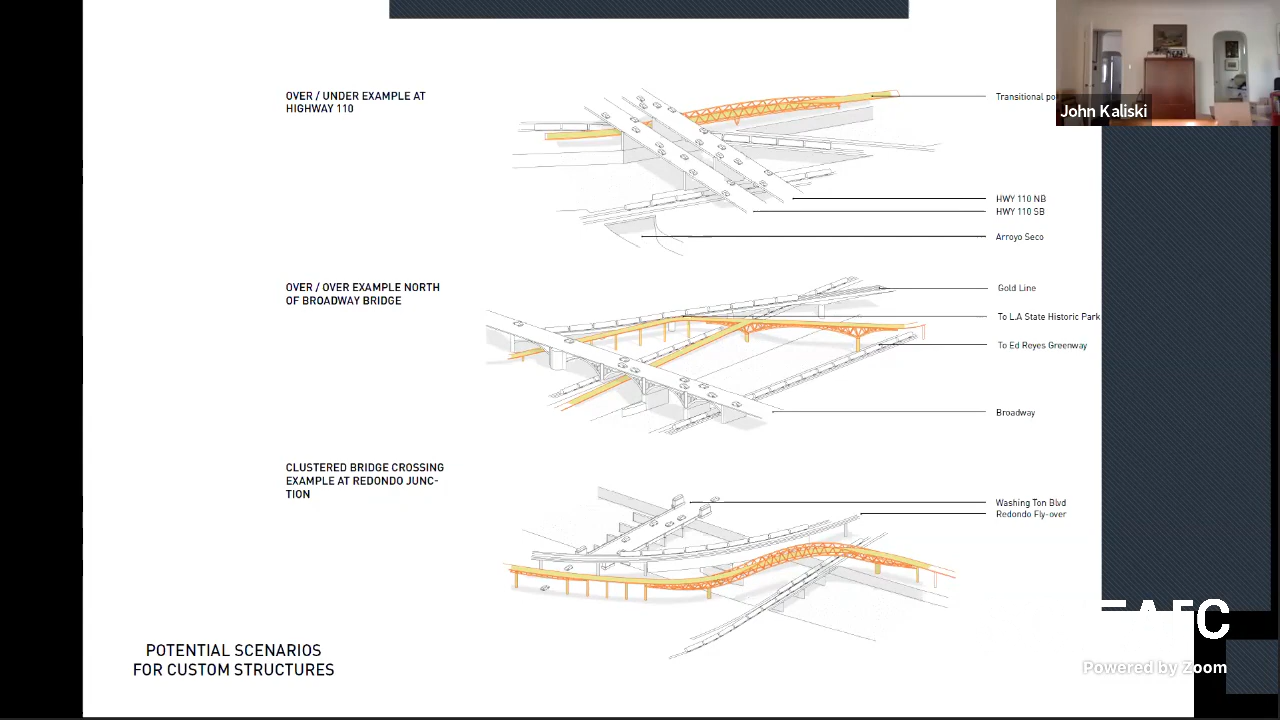 OVER / UNDER EXAMPLE AT
HIGHWAY 110
Transitional
John Kaliski
HWY 110 NB
HWY 110 SB
Arroyo Seco
OVER / OVER EXAMPLE NORTH
OF BROADWAY BRIDGE
Gold Line
To L.A State Historic Park
To Ed Reyes Greenway
Broadway
CLUSTERED BRIDGE CROSSING
EXAMPLE AT REDONDO JUNC-
TION
Washing Ton Blvd
Redondo Fly-over
POTENTIAL SCENARIOS
FOR CUSTOM STRUCTURES
Powered by Zoom